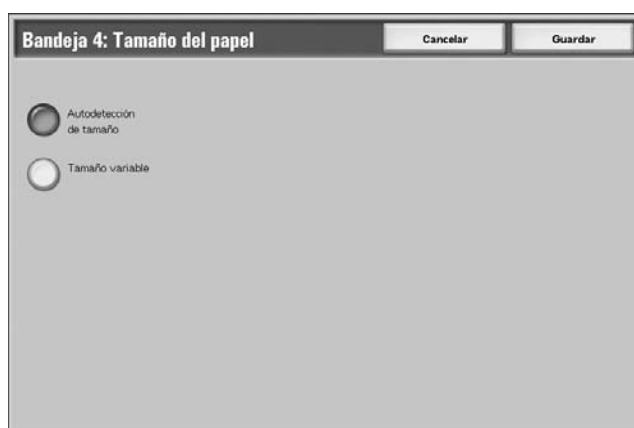 Bandeja 4: Tamaño del papel
Cancelar
Guardar
Autodetección
de tamaño
Tamaño variable